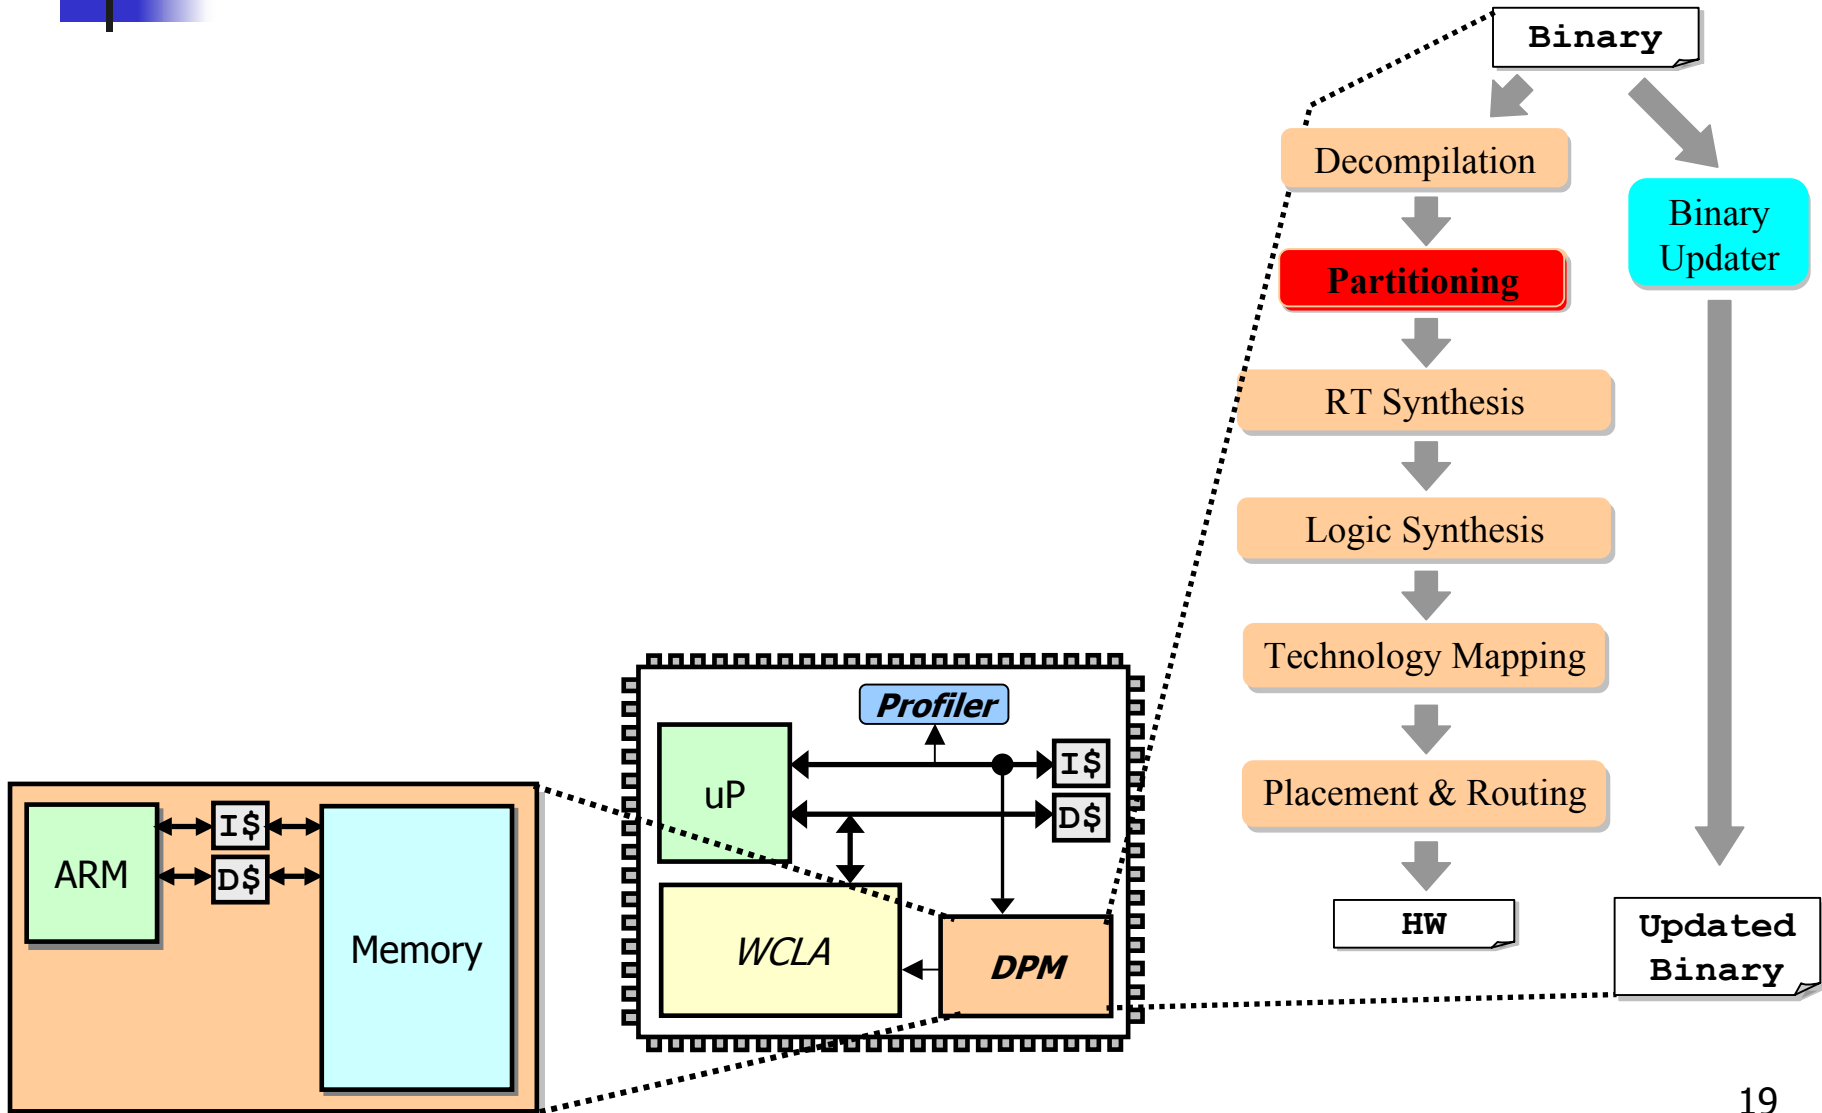 Binary
Decompilation
Binary
Updater
Partitioning
RT Synthesis
Logic Synthesis
Technology Mapping
Placement & Routing
HW
Updated
Binary
Profiler
uP
I$
D$
WCLA
DPM
ARM
I$
D$
Memory
19